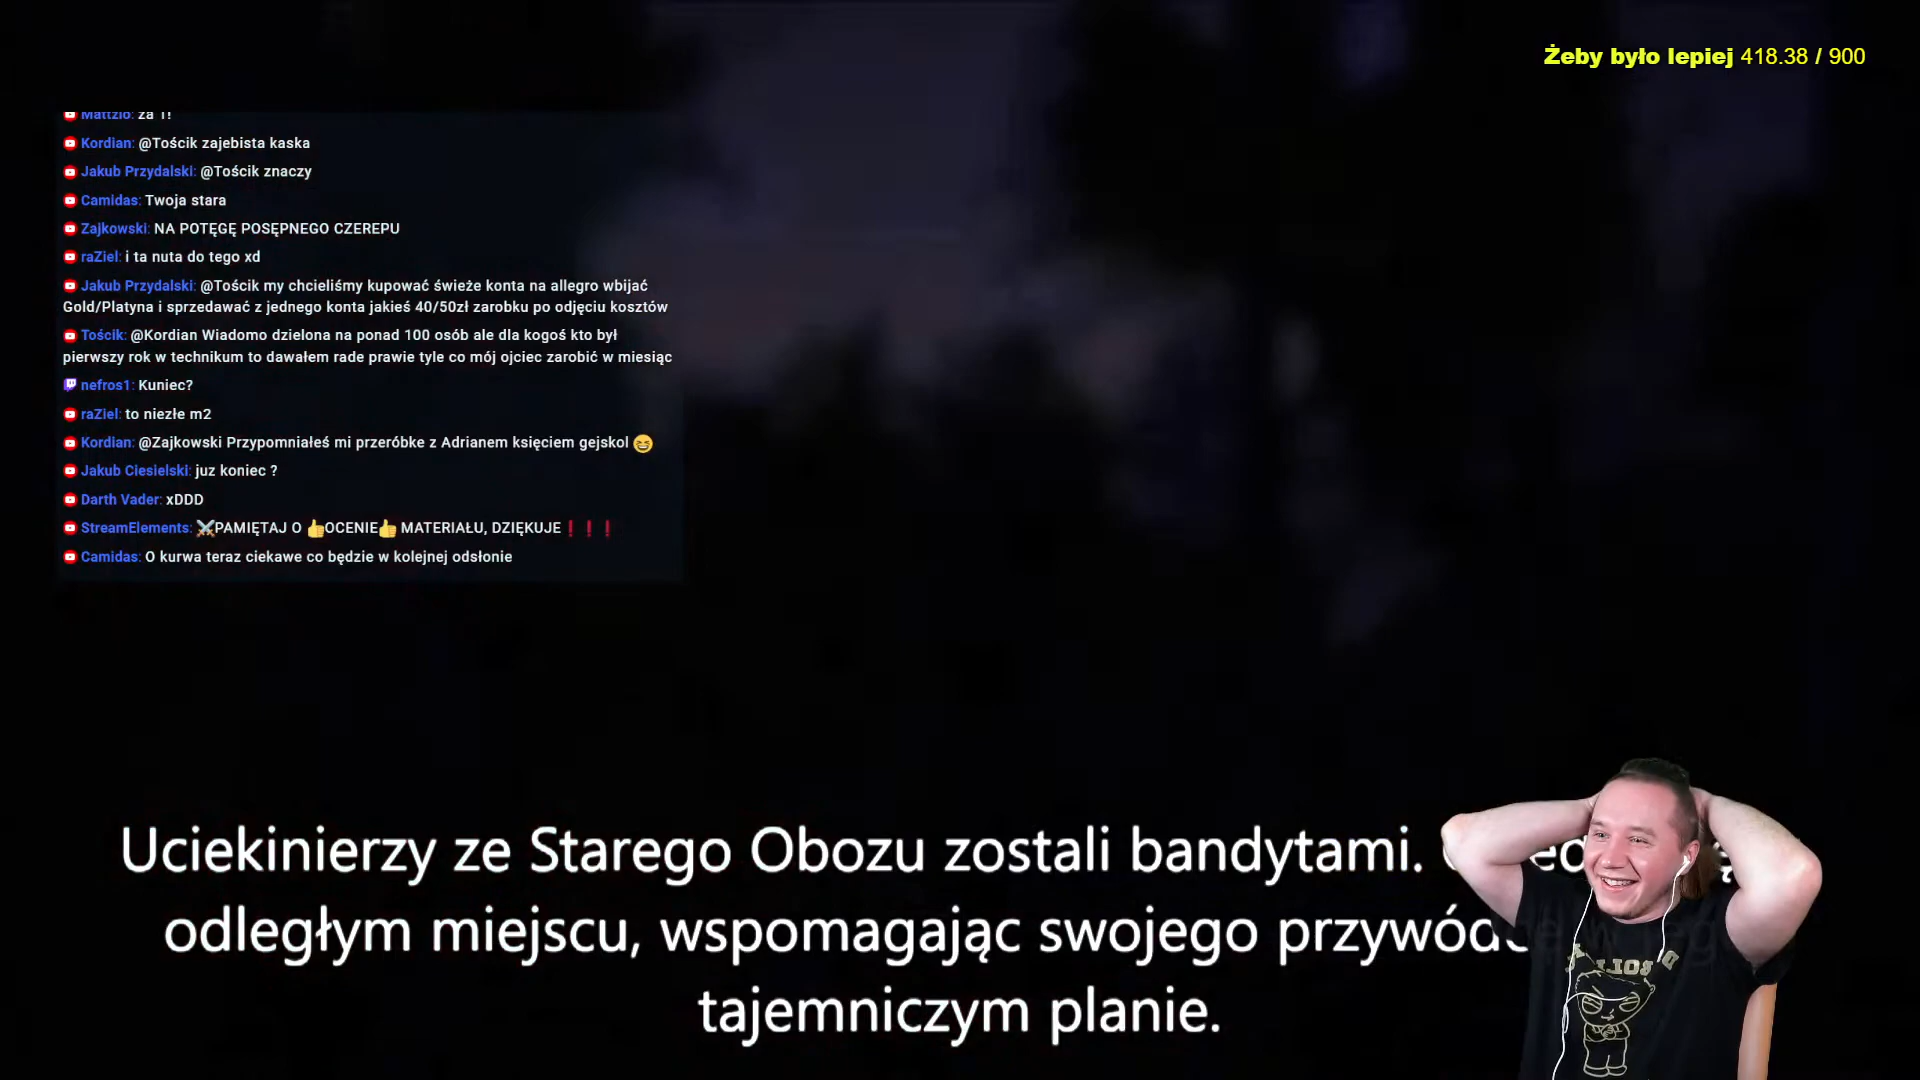 Żeby było lepiej 418.38 / 900
Mattzio: za 1!
Kordian: @Tościk zajebista kaska
Jakub Przydalski: @Tościk znaczy
Camidas: Twoja stara
Zajkowski: NA POTĘGĘ POSĘPNEGO CZEREPU
raZiel: i ta nuta do tego xd
Jakub Przydalski: @Tościk my chcieliśmy kupować świeże konta na allegro wbijać
Gold/Platyna i sprzedawać z jednego konta jakieś 40/50zł zarobku po odjęciu kosztów
Tościk: @Kordian Wiadomo dzielona na ponad 100 osób ale dla kogoś kto był
pierwszy rok w technikum to dawałem rade prawie tyle co mój ojciec zarobić w miesiąc
nefros1: Kuniec?
raZiel: to niezłe m2
Kordian: @Zajkowski Przypomniałeś mi przeróbke z Adrianem księciem gejskol 😆
Jakub Ciesielski: juz koniec ?
Darth Vader: xDDD
StreamElements: ⚔PAMIĘTAJ O 👍OCENIE👍 MATERIAŁU, DZIĘKUJE❗❗❗
Camidas: O kurwa teraz ciekawe co będzie w kolejnej odsłonie
Uciekinierzy ze Starego Obozu zostali bandytami.
odległym miejscu, wspomagając swojego
tajemniczym planie.